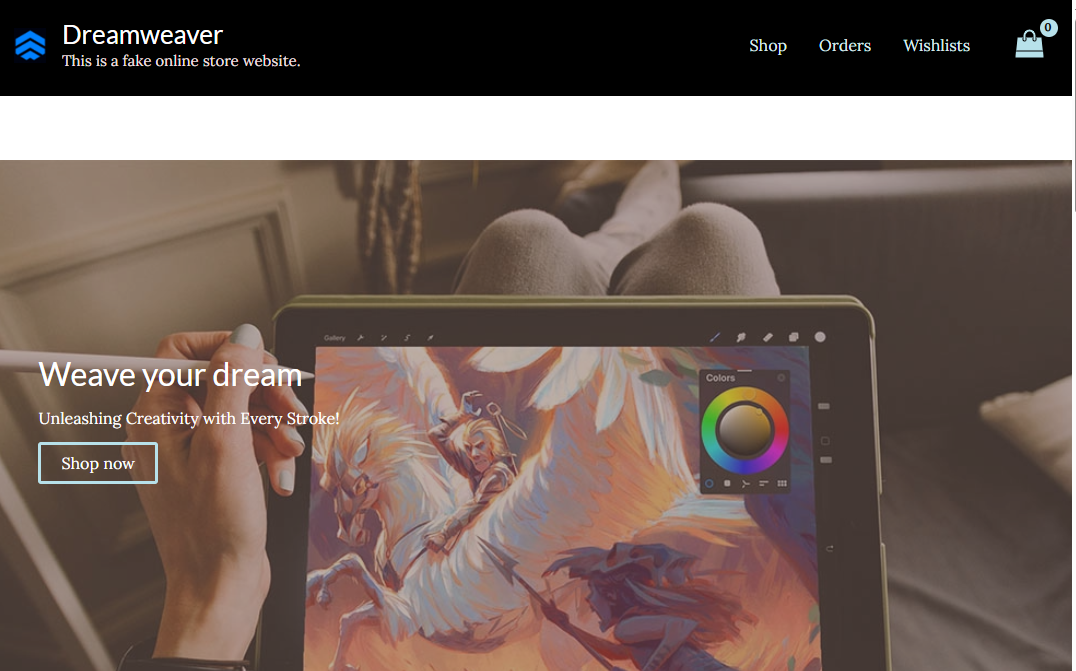 Dreamweaver
This is a fake online store website.
Shop
Orders
Wishlists
0
Gallery
Colors
Weave your dream
Unleashing Creativity with Every Stroke!
Shop now